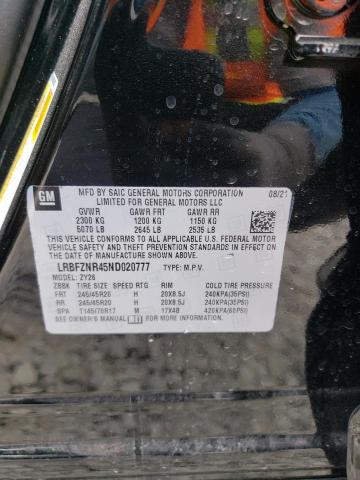 GM
MFD BY SAIC GENERAL MOTORS CORPORATION 08/21
LIMITED FOR GENERAL MOTORS LLC
GVWR GAWR FRT GAWR RR
2300 KG 1200 KG 1150 KG
5070 LB 2645 LB 2535 LB
THIS VEHICLE CONFORMS TO ALL APPLICABLE U.S. FEDERAL MOTOR
VEHICLE SAFETY AND THEFT PREVENTION STANDARDS IN EFFECT
ON THE DATE OF MANUFACTURE SHOWN ABOVE.
LRBFZNR45ND020777 TYPE: M.P.V.
MODEL: ZY26
ZBBK TIRE SIZE SPEED RTG RIM COLD TIRE PRESSURE
FRT 245/45R20 H 20X8.5J 240KPA(35PSI)
RR 245/45R20 H 20X8.5J 240KPA(35PSI)
SPA T145/70R17 M 17X4B 420KPA(60PSI)
SEE OWNER'S MANUAL FOR MORE INFORMATION.